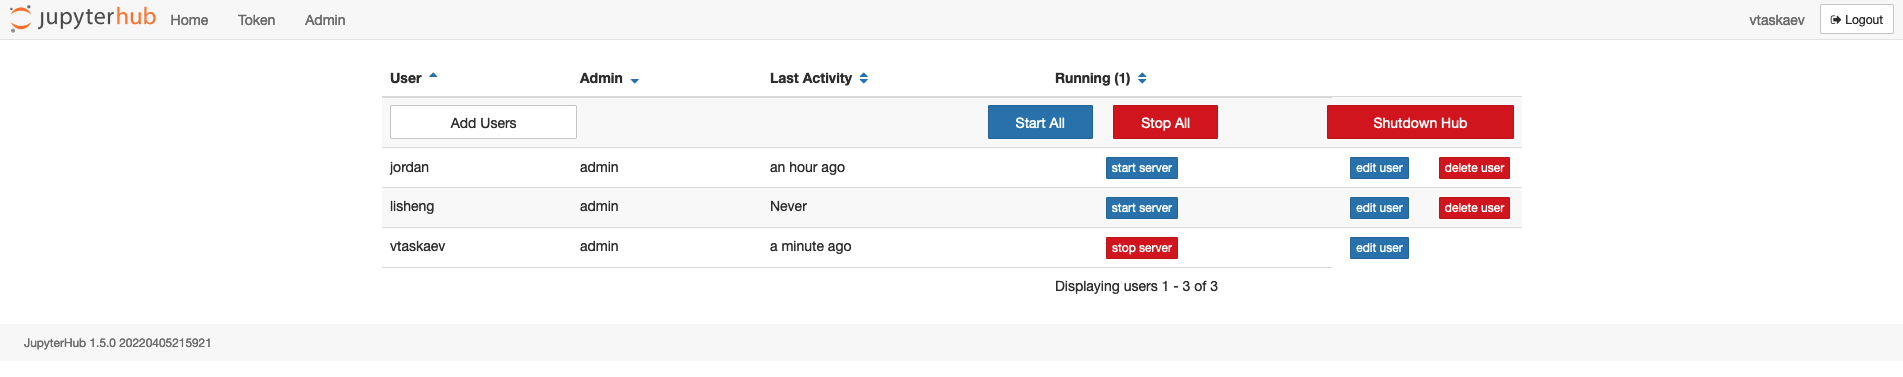 jupyterhub Home Token Admin vtaskaev Logout
User Admin Last Activity Running (1)
Add Users Start All Stop All Shutdown Hub
jordan admin an hour ago start server edit user delete user
lisheng admin Never start server edit user delete user
vtaskaev admin a minute ago stop server edit user
Displaying users 1 - 3 of 3
JupyterHub 1.5.0 20220405215921